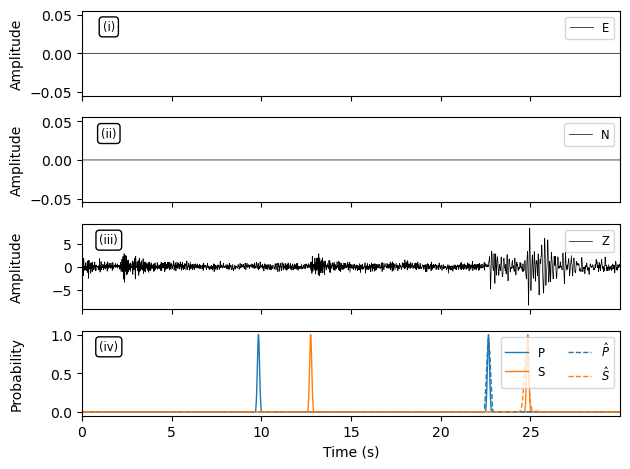 Amplitude
0.05
0.00
−0.05
(i)
E
Amplitude
0.05
0.00
−0.05
(ii)
N
Amplitude
5
0
−5
(iii)
Z
Probability
1.0
0.5
0.0
(iv)
P
S
P̂
Ŝ
0 5 10 15 20 25
Time (s)